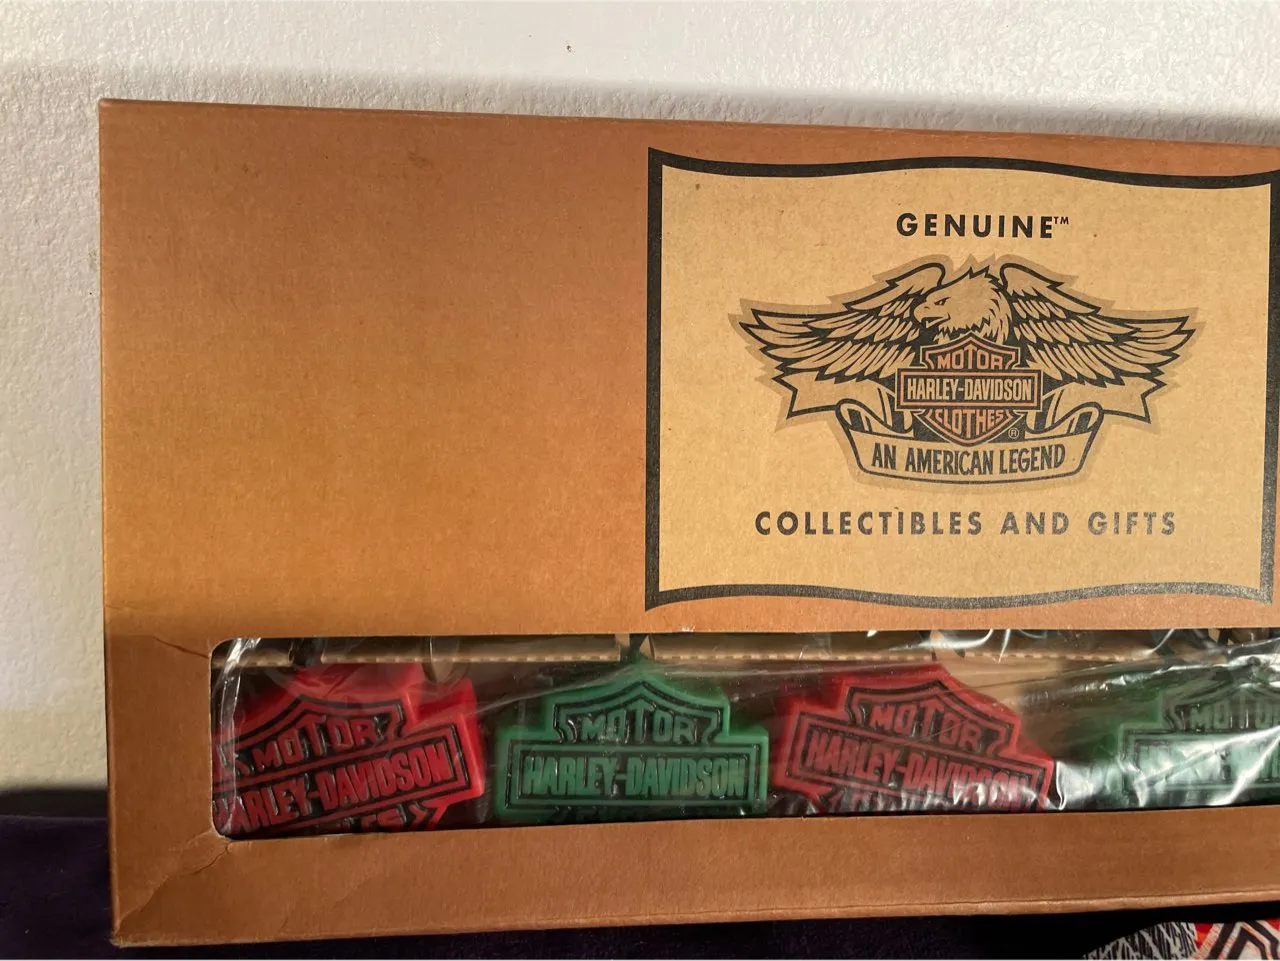 GENUINE™
MOTOR
HARLEY-DAVIDSON
CLOTHES®
AN AMERICAN LEGEND
COLLECTIBLES AND GIFTS
MOTOR
HARLEY-DAVIDSON
MOTOR
HARLEY-DAVIDSON
MOTOR
HARLEY-DAVIDSON
MOTO